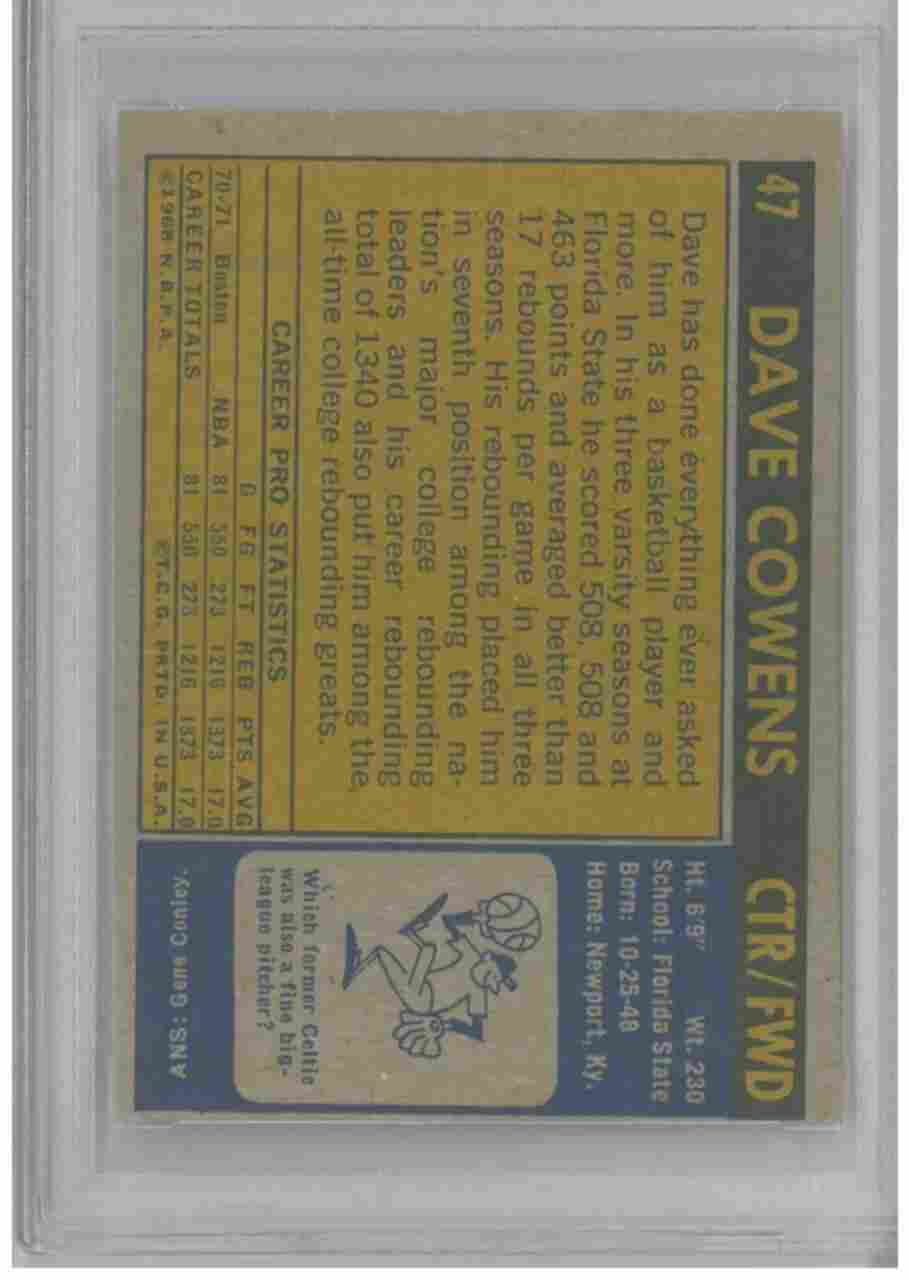 47 DAVE COWENS CTR/FWD
Dave has done everything ever asked
of him as a basketball player and
more. In his three varsity seasons at
Florida State he scored 508, 508 and
463 points and averaged better than
17 rebounds per game in all three
seasons. His rebounding placed him
in seventh position among the na-
tion's major college rebounding
leaders and his career rebounding
total of 1340 also put him among the
all-time college rebounding greats.
CAREER PRO STATISTICS
G FG FT REB PTS AVG
70-71 Boston NBA 81 550 273 1216 1373 17.0
CAREER TOTALS 81 550 273 1216 1373 17.0
©1968 N.B.P.A. ©T.C.G. PRTD. IN U.S.A.
Ht. 6'9" Wt. 230
School: Florida State
Born: 10-25-48
Home: Newport, Ky.
Which former Celtic
was also a fine big-
league pitcher?
ANS: Gene Conley.